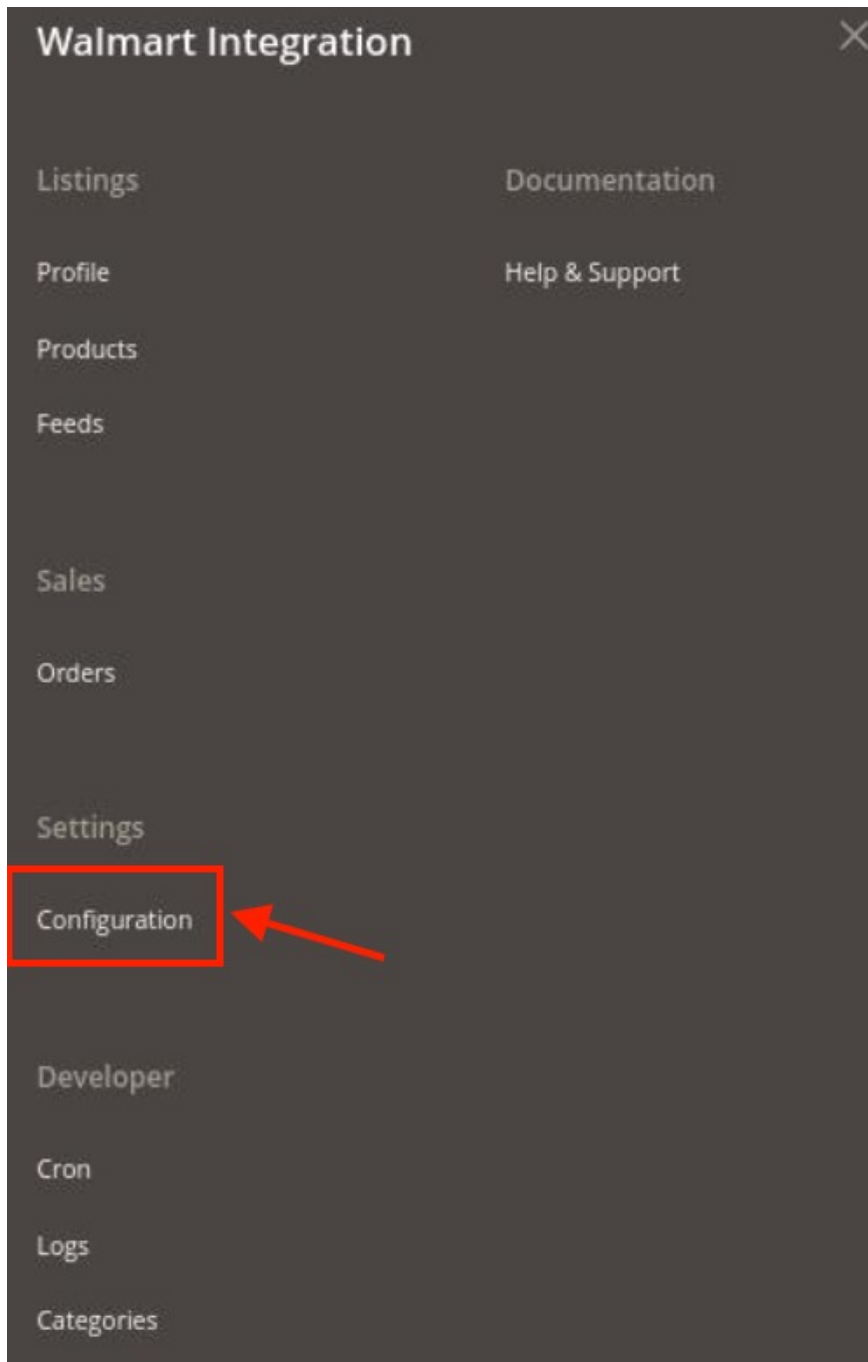 Walmart Integration
Listings
Profile
Products
Feeds
Sales
Orders
Settings
Configuration
Developer
Cron
Logs
Categories
Documentation
Help & Support